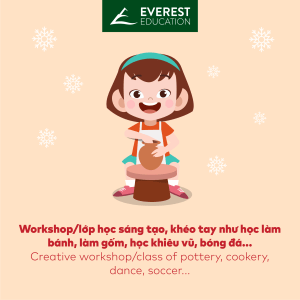 EVEREST
EDUCATION
Workshop/lớp học sáng tạo, khéo tay như học làm
bánh, làm gốm, học khiêu vũ, bóng đá...
Creative workshop/class of pottery, cookery,
dance, soccer...